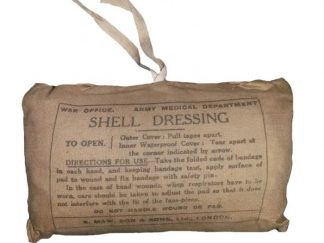 WAR OFFICE. ARMY MEDICAL DEPARTMENT
SHELL DRESSING
TO OPEN. Outer Cover: Pull tapes apart.
Inner Waterproof Cover: Tear apart at
the corner indicated by arrow.
DIRECTIONS FOR USE—Take the folded ends of bandage
in each hand, and keeping bandage taut, apply surface of
pad to wound and fix bandage with safety pin.
In the case of head wounds, when respirators have to be
worn, care should be taken to adjust the pad so that it does
not interfere with the fit of the face-piece.
DO NOT HANDLE WOUND OR PAD.
S. MAW, SON & SONS, Ltd., LONDON.